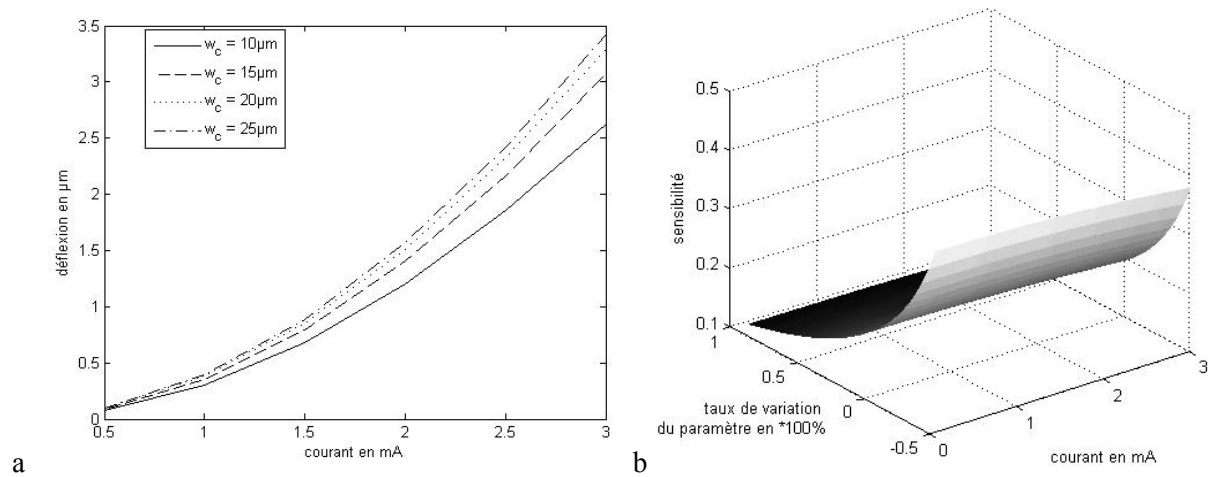 3.5
3
2.5
2
1.5
1
0.5
0
w_c = 10µm
w_c = 15µm
w_c = 20µm
w_c = 25µm
déflexion en µm
0.5
1
1.5
2
2.5
3
courant en mA
a
0.5
0.4
0.3
0.2
0.1
sensibilité
1
0.5
0
-0.5
taux de variation
du paramètre en *100%
0
1
2
3
courant en mA
b